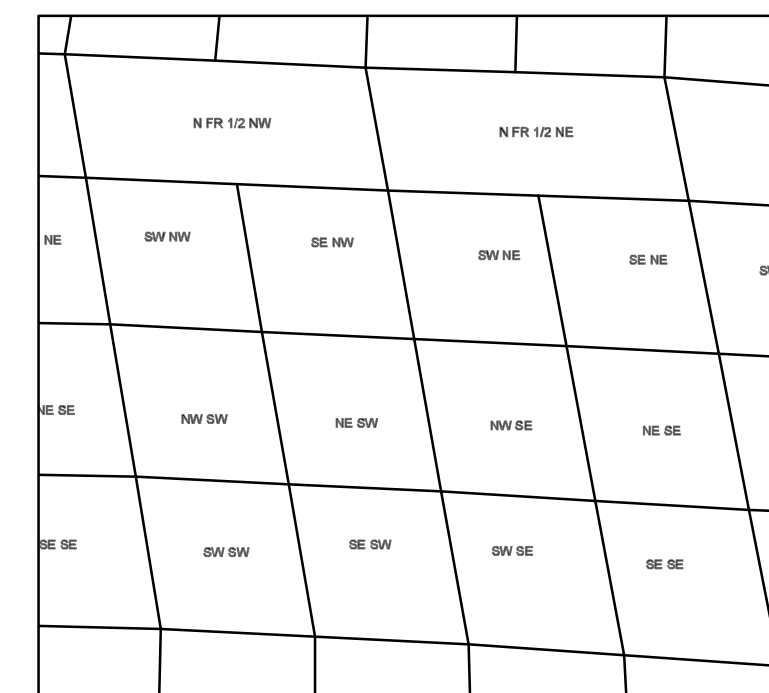 N FR 1/2 NW
N FR 1/2 NE
NE
SW NW
SE NW
SW NE
SE NE
NE SE
NW SW
NE SW
NW SE
NE SE
SE SE
SW SW
SE SW
SW SE
SE SE